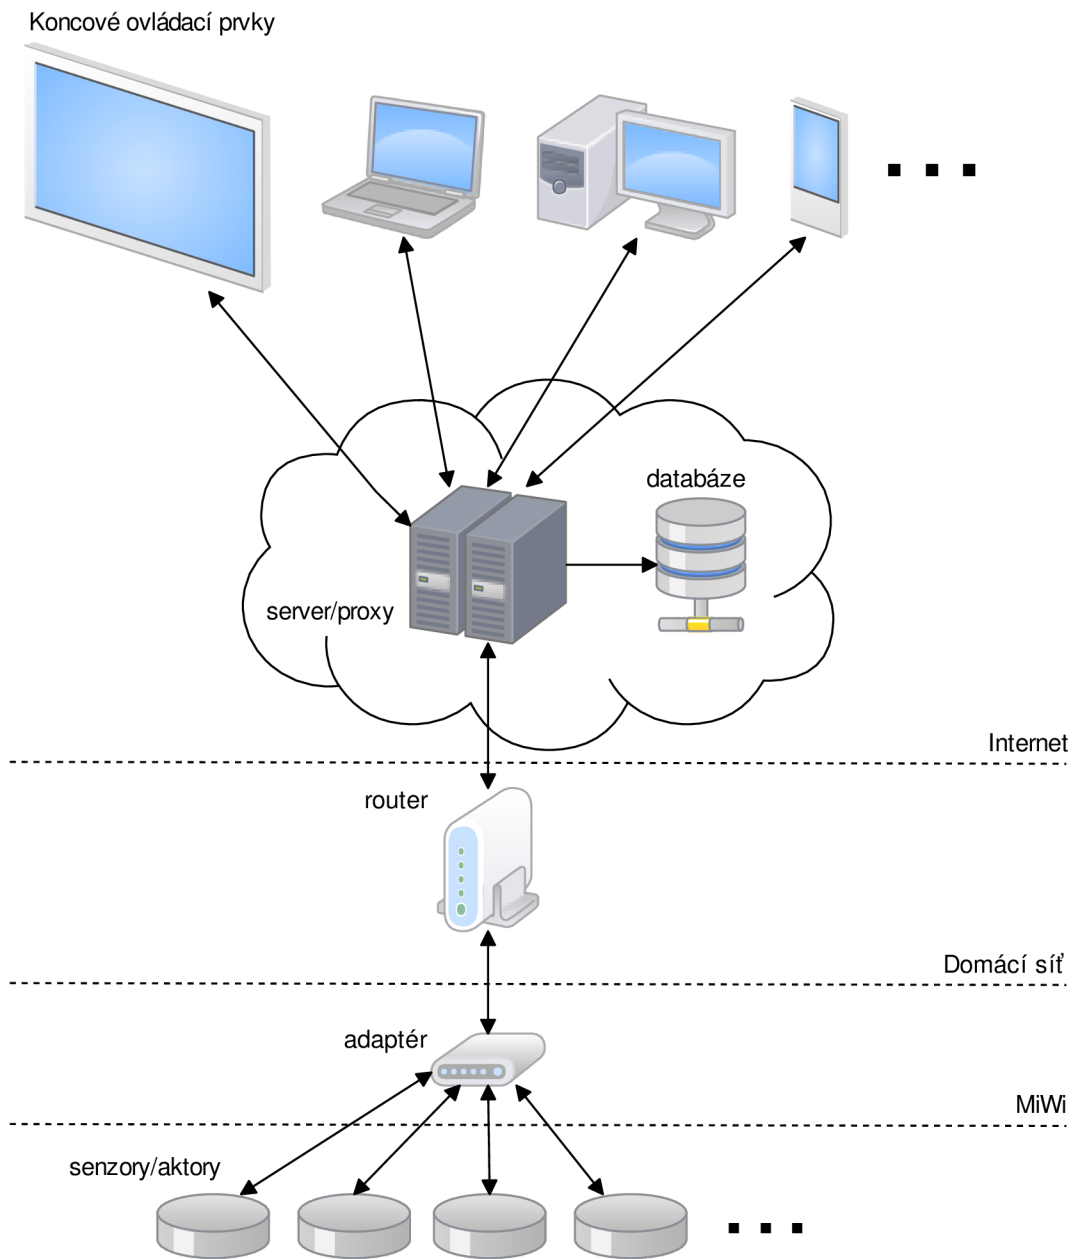 Koncové ovládací prvky
databáze
server/proxy
Internet
router
Domácí síť
adaptér
MiWi
senzory/aktory